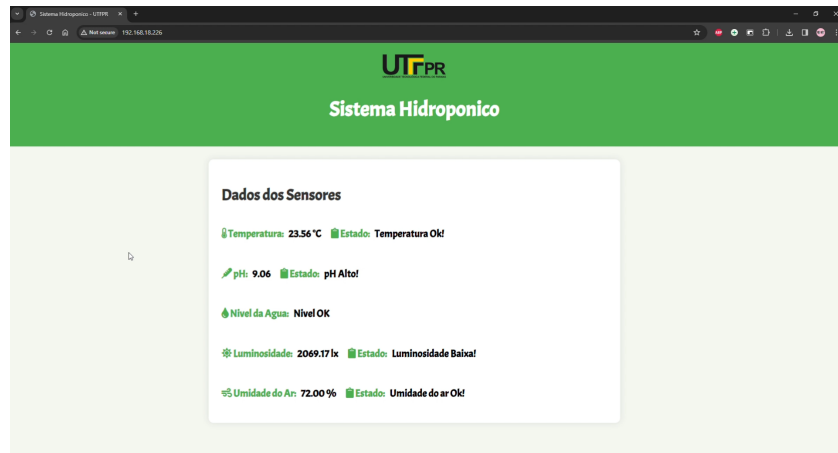 Sistema Hidroponico - UTFPR
Not secure 192.168.18.226
UTFPR
Sistema Hidroponico
Dados dos Sensores
Temperatura: 23.56 °C Estado: Temperatura Ok!
pH: 9.06 Estado: pH Alto!
Nivel da Agua: Nivel OK
Luminosidade: 2069.17 lx Estado: Luminosidade Baixa!
Umidade do Ar: 72.00 % Estado: Umidade do ar Ok!